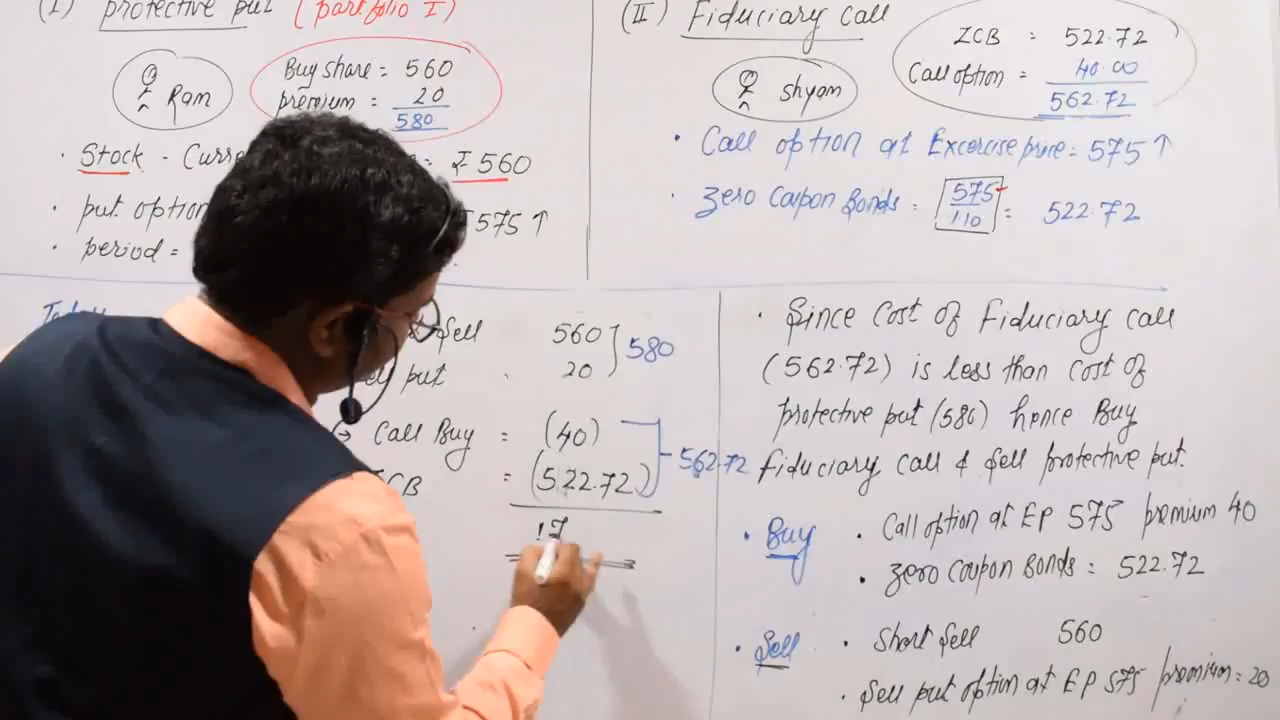 (I) protective put (portfolio I)
Ram
Buy share = 560
premium = 20
580
· Stock - Curre = ₹560
· put option ₹575 ↑
· period =
(II) Fiduciary Call
Shyam
ZCB : 522.72
Call option = 40.00
562.72
· Call option at Excercise price = 575 ↑
· Zero Coupon Bonds = 575/110 = 522.72
Today
Sell 560
put 20
580
Call Buy = (40)
ZCB = (522.72)
562.72
17
· Since Cost of Fiduciary Call
(562.72) is less than cost of
protective put (580) hence Buy
fiduciary call & Sell protective put.
· Buy · Call option at EP 575 premium 40
· Zero coupon Bonds = 522.72
· Sell · Short Sell 560
· Sell put option at EP 575 premium = 20